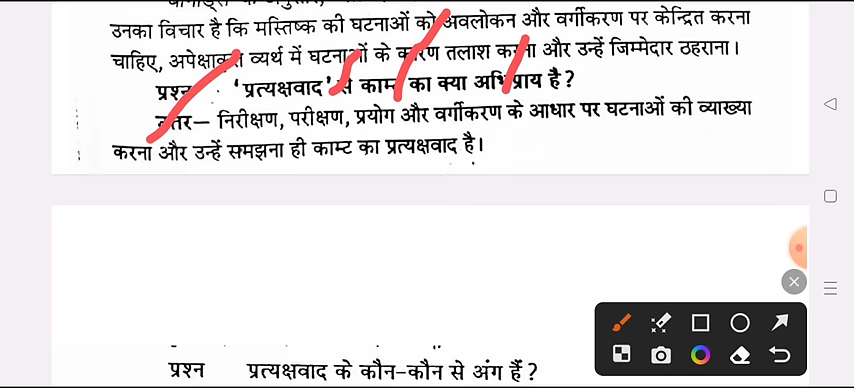 उनका विचार है कि मस्तिष्क की घटनाओं को अवलोकन और वर्गीकरण पर केन्द्रित करना
चाहिए, अपेक्षाकृत व्यर्थ में घटनाओं के कारण तलाश करना और उन्हें जिम्मेदार ठहराना।
प्रश्न 'प्रत्यक्षवाद' से काम्ट का क्या अभिप्राय है?
उत्तर— निरीक्षण, परीक्षण, प्रयोग और वर्गीकरण के आधार पर घटनाओं की व्याख्या
करना और उन्हें समझना ही काम्ट का प्रत्यक्षवाद है।
प्रश्न प्रत्यक्षवाद के कौन-कौन से अंग हैं?